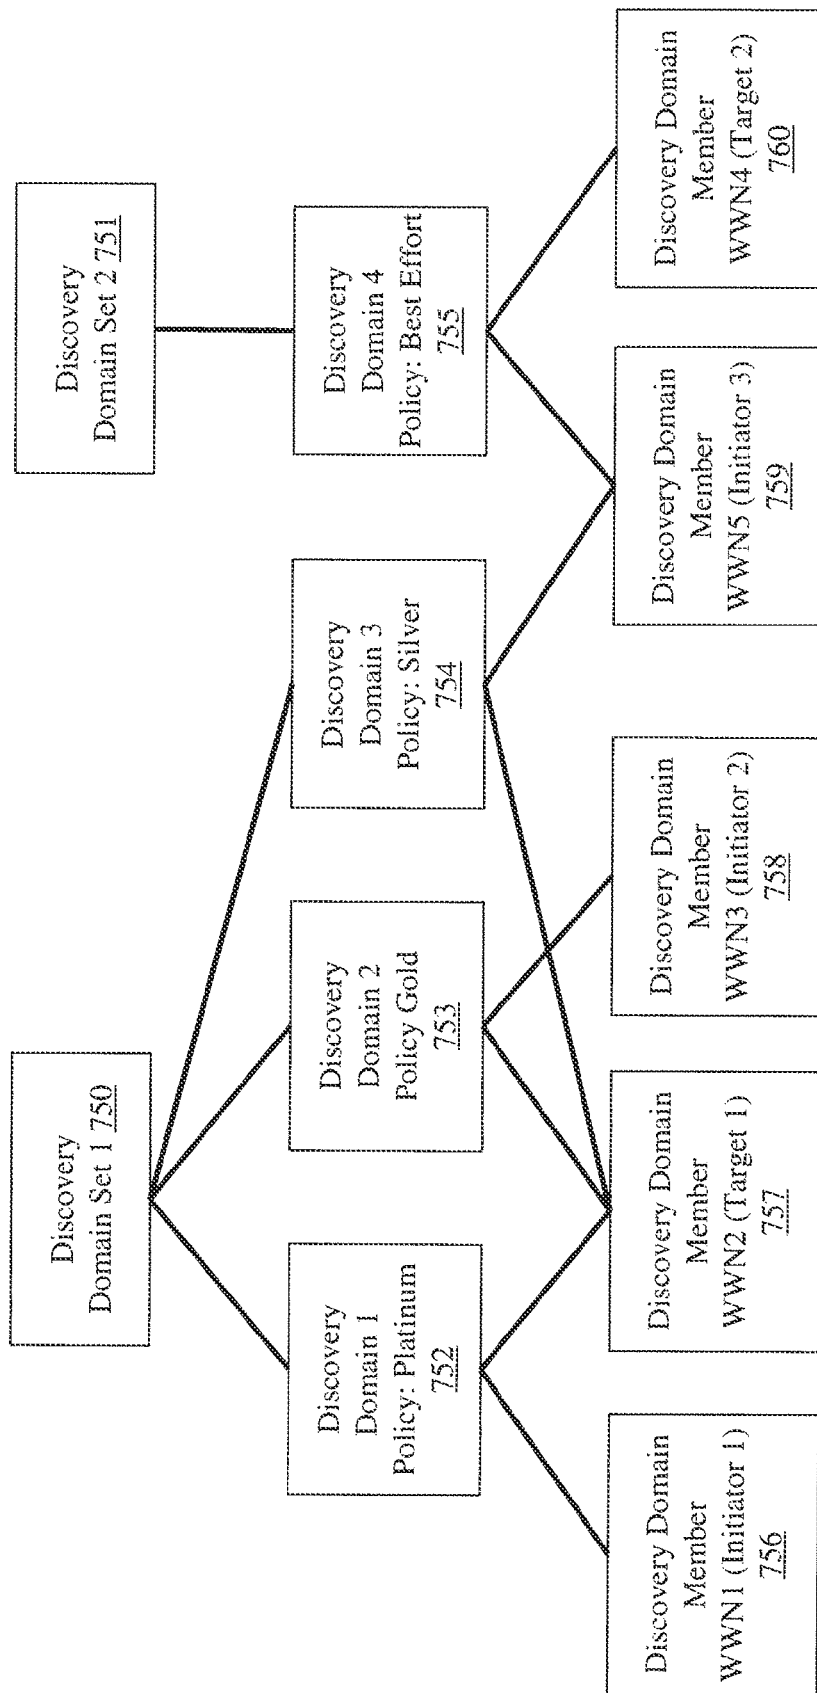 Discovery
Domain Set 1 750
Discovery
Domain Set 2 751
Discovery
Domain 1
Policy: Platinum
752
Discovery
Domain 2
Policy Gold
753
Discovery
Domain 3
Policy: Silver
754
Discovery
Domain 4
Policy: Best Effort
755
Discovery Domain
Member
WWN1 (Initiator 1)
756
Discovery Domain
Member
WWN2 (Target 1)
757
Discovery Domain
Member
WWN3 (Initiator 2)
758
Discovery Domain
Member
WWN5 (Initiator 3)
759
Discovery Domain
Member
WWN4 (Target 2)
760